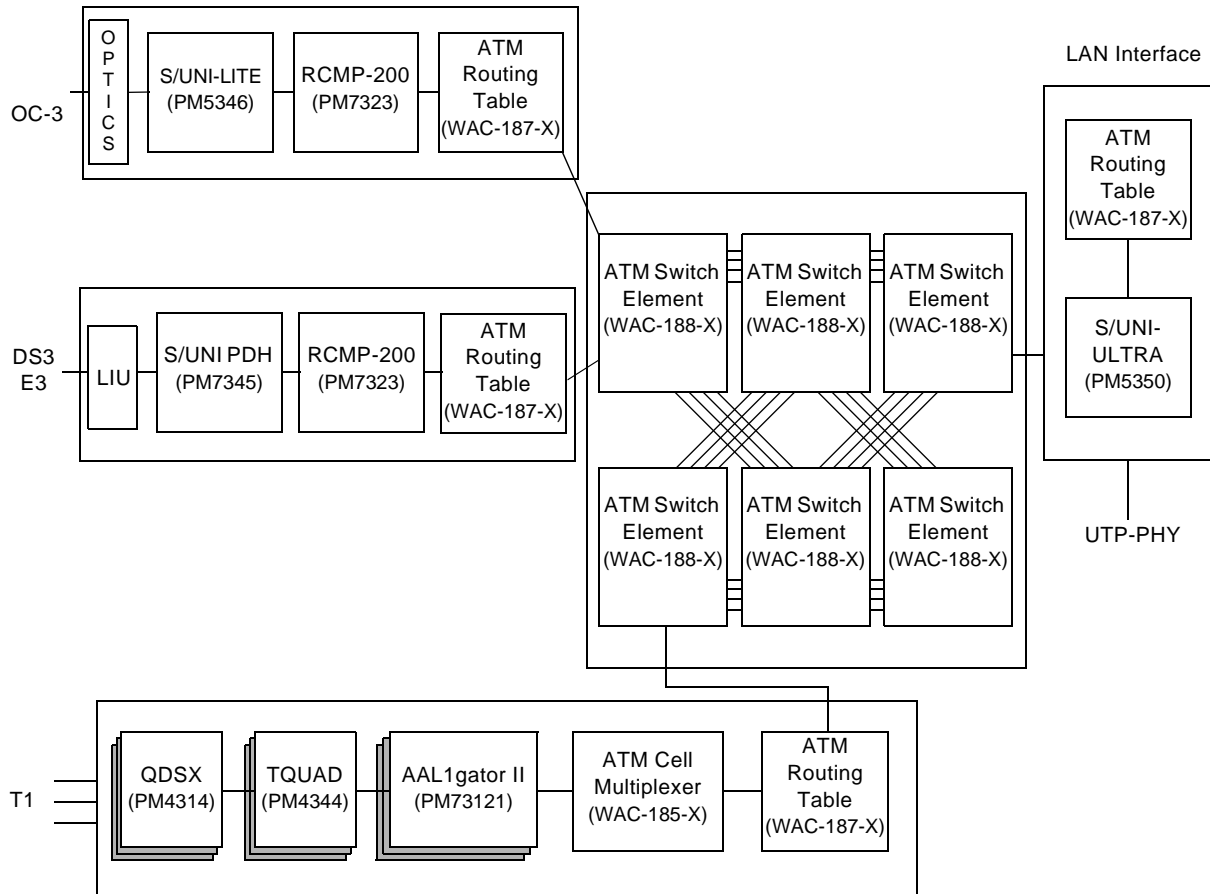 OPTICS
S/UNI-LITE
(PM5346)
RCMP-200
(PM7323)
ATM
Routing
Table
(WAC-187-X)
OC-3
LAN Interface
ATM
Routing
Table
(WAC-187-X)
S/UNI-
ULTRA
(PM5350)
UTP-PHY
DS3
E3
LIU
S/UNI PDH
(PM7345)
RCMP-200
(PM7323)
ATM
Routing
Table
(WAC-187-X)
ATM Switch
Element
(WAC-188-X)
ATM Switch
Element
(WAC-188-X)
ATM Switch
Element
(WAC-188-X)
ATM Switch
Element
(WAC-188-X)
ATM Switch
Element
(WAC-188-X)
ATM Switch
Element
(WAC-188-X)
T1
QDSX
(PM4314)
TQUAD
(PM4344)
AAL1gator II
(PM73121)
ATM Cell
Multiplexer
(WAC-185-X)
ATM
Routing
Table
(WAC-187-X)